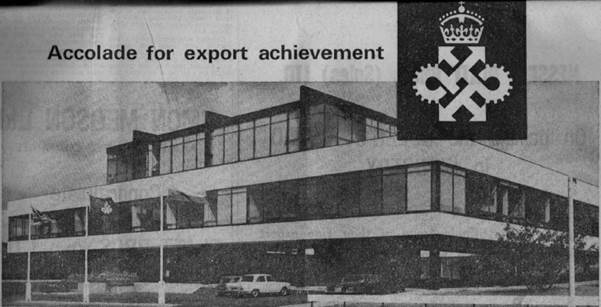 Accolade for export achievement